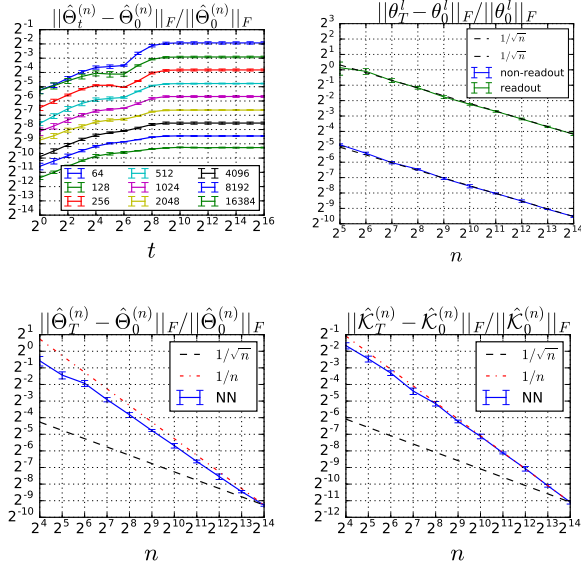 ||Θ̂_t^(n) − Θ̂_0^(n)||_F/||Θ̂_0^(n)||_F
2^-1
2^-2
2^-3
2^-4
2^-5
2^-6
2^-7
2^-8
2^-9
2^-10
2^-11
2^-12
2^-13
2^-14
64 512 4096
128 1024 8192
256 2048 16384
2^0 2^2 2^4 2^6 2^8 2^10 2^12 2^14 2^16
t
||θ_T^l − θ_0^l||_F/||θ_0^l||_F
2^3
2^2
2^1
2^0
2^-1
2^-2
2^-3
2^-4
2^-5
2^-6
2^-7
2^-8
2^-9
2^-10
1/√n
1/√n
non-readout
readout
2^5 2^6 2^7 2^8 2^9 2^10 2^11 2^12 2^13 2^14
n
||Θ̂_T^(n) − Θ̂_0^(n)||_F/||Θ̂_0^(n)||_F
2^1
2^0
2^-1
2^-2
2^-3
2^-4
2^-5
2^-6
2^-7
2^-8
2^-9
2^-10
1/√n
1/n
NN
2^4 2^5 2^6 2^7 2^8 2^9 2^10 2^11 2^12 2^13 2^14
n
||𝒦̂_T^(n) − 𝒦̂_0^(n)||_F/||𝒦̂_0^(n)||_F
2^-1
2^-2
2^-3
2^-4
2^-5
2^-6
2^-7
2^-8
2^-9
2^-10
2^-11
2^-12
1/√n
1/n
NN
2^4 2^5 2^6 2^7 2^8 2^9 2^10 2^11 2^12 2^13 2^14
n